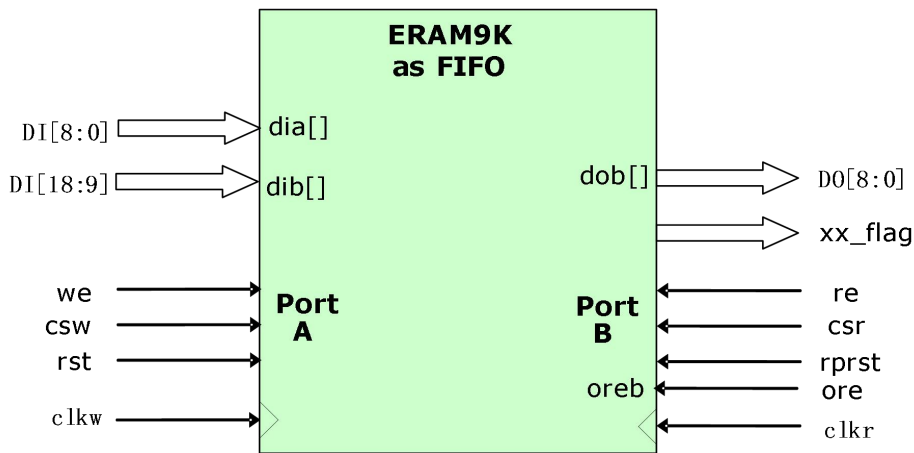 ERAM9K
as FIFO
DI[8:0]
dia[]
DI[18:9]
dib[]
dob[]
DO[8:0]
xx_flag
we
csw
rst
clkw
Port
A
Port
B
re
csr
rprst
oreb
ore
clkr